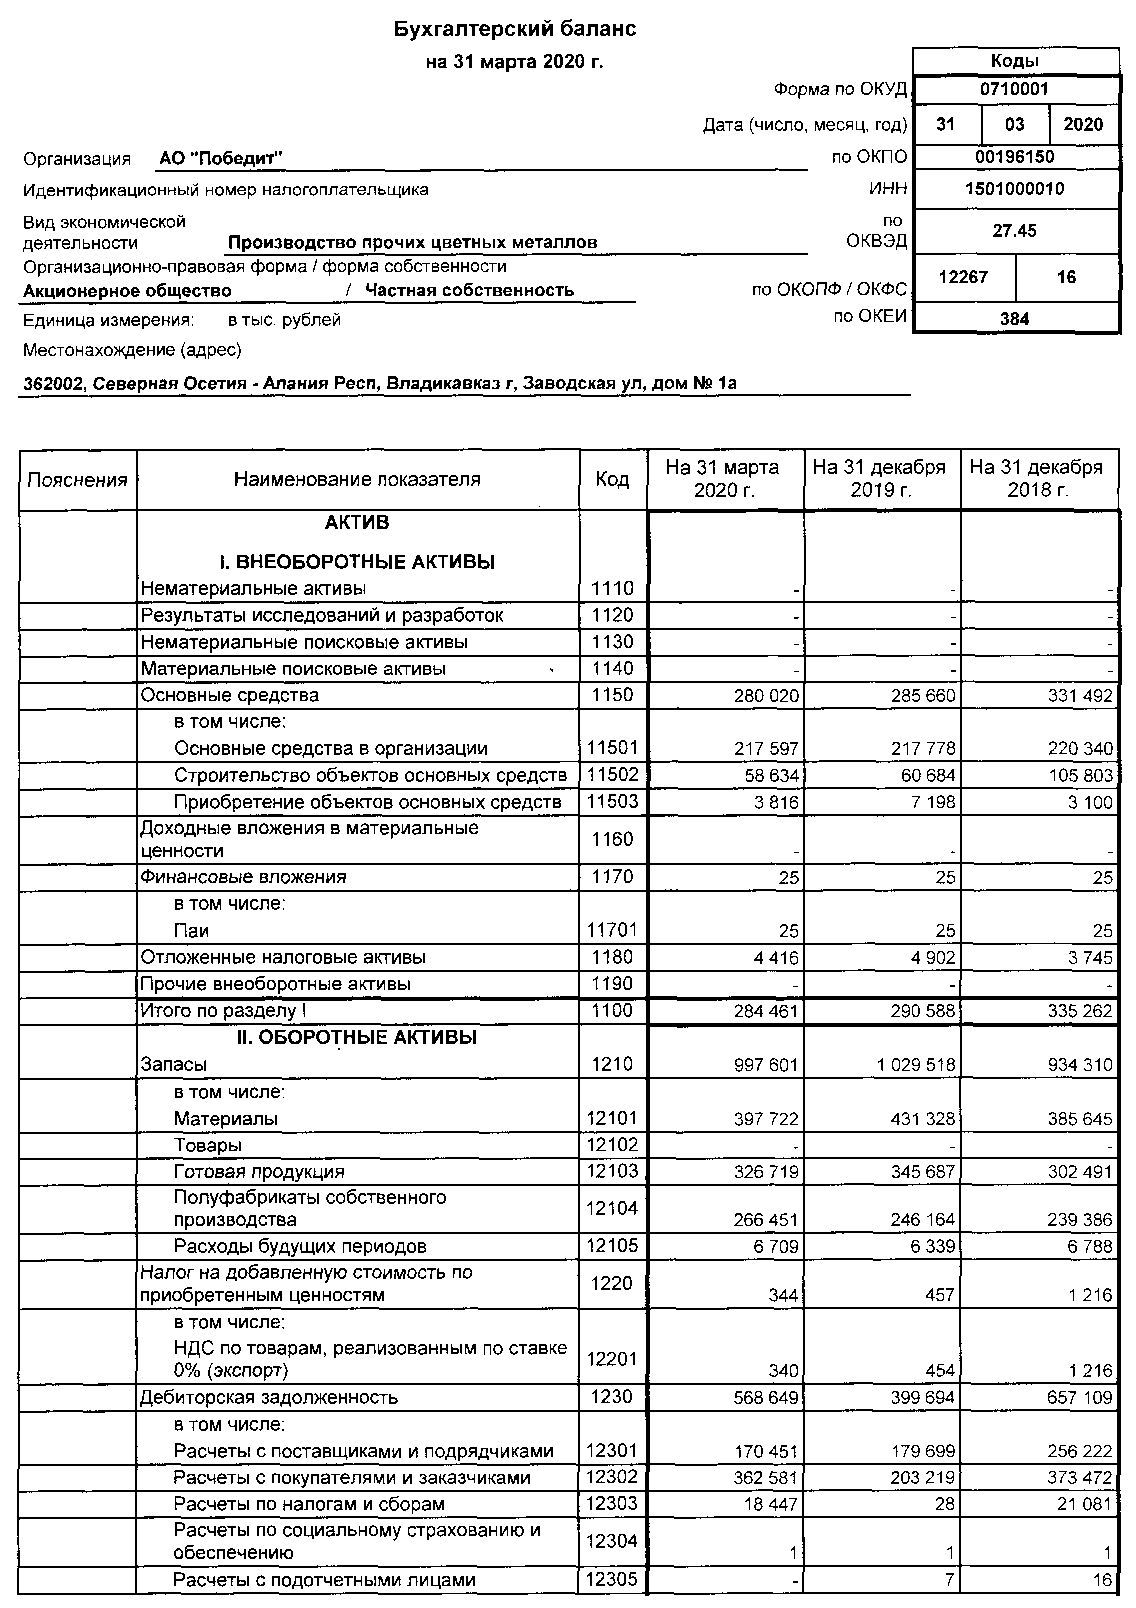 Бухгалтерский баланс
на 31 марта 2020 г.
Коды
Форма по ОКУД 0710001
Дата (число, месяц, год) 31 03 2020
Организация АО "Победит" по ОКПО 00196150
Идентификационный номер налогоплательщика ИНН 1501000010
Вид экономической
деятельности Производство прочих цветных металлов
по
ОКВЭД 27.45
Организационно-правовая форма / форма собственности
Акционерное общество / Частная собственность по ОКОПФ / ОКФС 12267 16
Единица измерения: в тыс. рублей по ОКЕИ 384
Местонахождение (адрес)
362002, Северная Осетия - Алания Респ, Владикавказ г, Заводская ул, дом № 1а
Пояснения Наименование показателя Код На 31 марта 2020 г. На 31 декабря 2019 г. На 31 декабря 2018 г.
АКТИВ
I. ВНЕОБОРОТНЫЕ АКТИВЫ
Нематериальные активы 1110 - - -
Результаты исследований и разработок 1120 - - -
Нематериальные поисковые активы 1130 - - -
Материальные поисковые активы 1140 - - -
Основные средства 1150 280 020 285 660 331 492
в том числе:
Основные средства в организации 11501 217 597 217 778 220 340
Строительство объектов основных средств 11502 58 634 60 684 105 803
Приобретение объектов основных средств 11503 3 816 7 198 3 100
Доходные вложения в материальные
ценности 1160 - - -
Финансовые вложения 1170 25 25 25
в том числе:
Паи 11701 25 25 25
Отложенные налоговые активы 1180 4 416 4 902 3 745
Прочие внеоборотные активы 1190 - - -
Итого по разделу I 1100 284 461 290 588 335 262
II. ОБОРОТНЫЕ АКТИВЫ
Запасы 1210 997 601 1 029 518 934 310
в том числе:
Материалы 12101 397 722 431 328 385 645
Товары 12102 - - -
Готовая продукция 12103 326 719 345 687 302 491
Полуфабрикаты собственного
производства 12104 266 451 246 164 239 386
Расходы будущих периодов 12105 6 709 6 339 6 788
Налог на добавленную стоимость по
приобретенным ценностям 1220 344 457 1 216
в том числе:
НДС по товарам, реализованным по ставке
0% (экспорт) 12201 340 454 1 216
Дебиторская задолженность 1230 568 649 399 694 657 109
в том числе:
Расчеты с поставщиками и подрядчиками 12301 170 451 179 699 256 222
Расчеты с покупателями и заказчиками 12302 362 581 203 219 373 472
Расчеты по налогам и сборам 12303 18 447 28 21 081
Расчеты по социальному страхованию и
обеспечению 12304 1 1 1
Расчеты с подотчетными лицами 12305 - 7 16